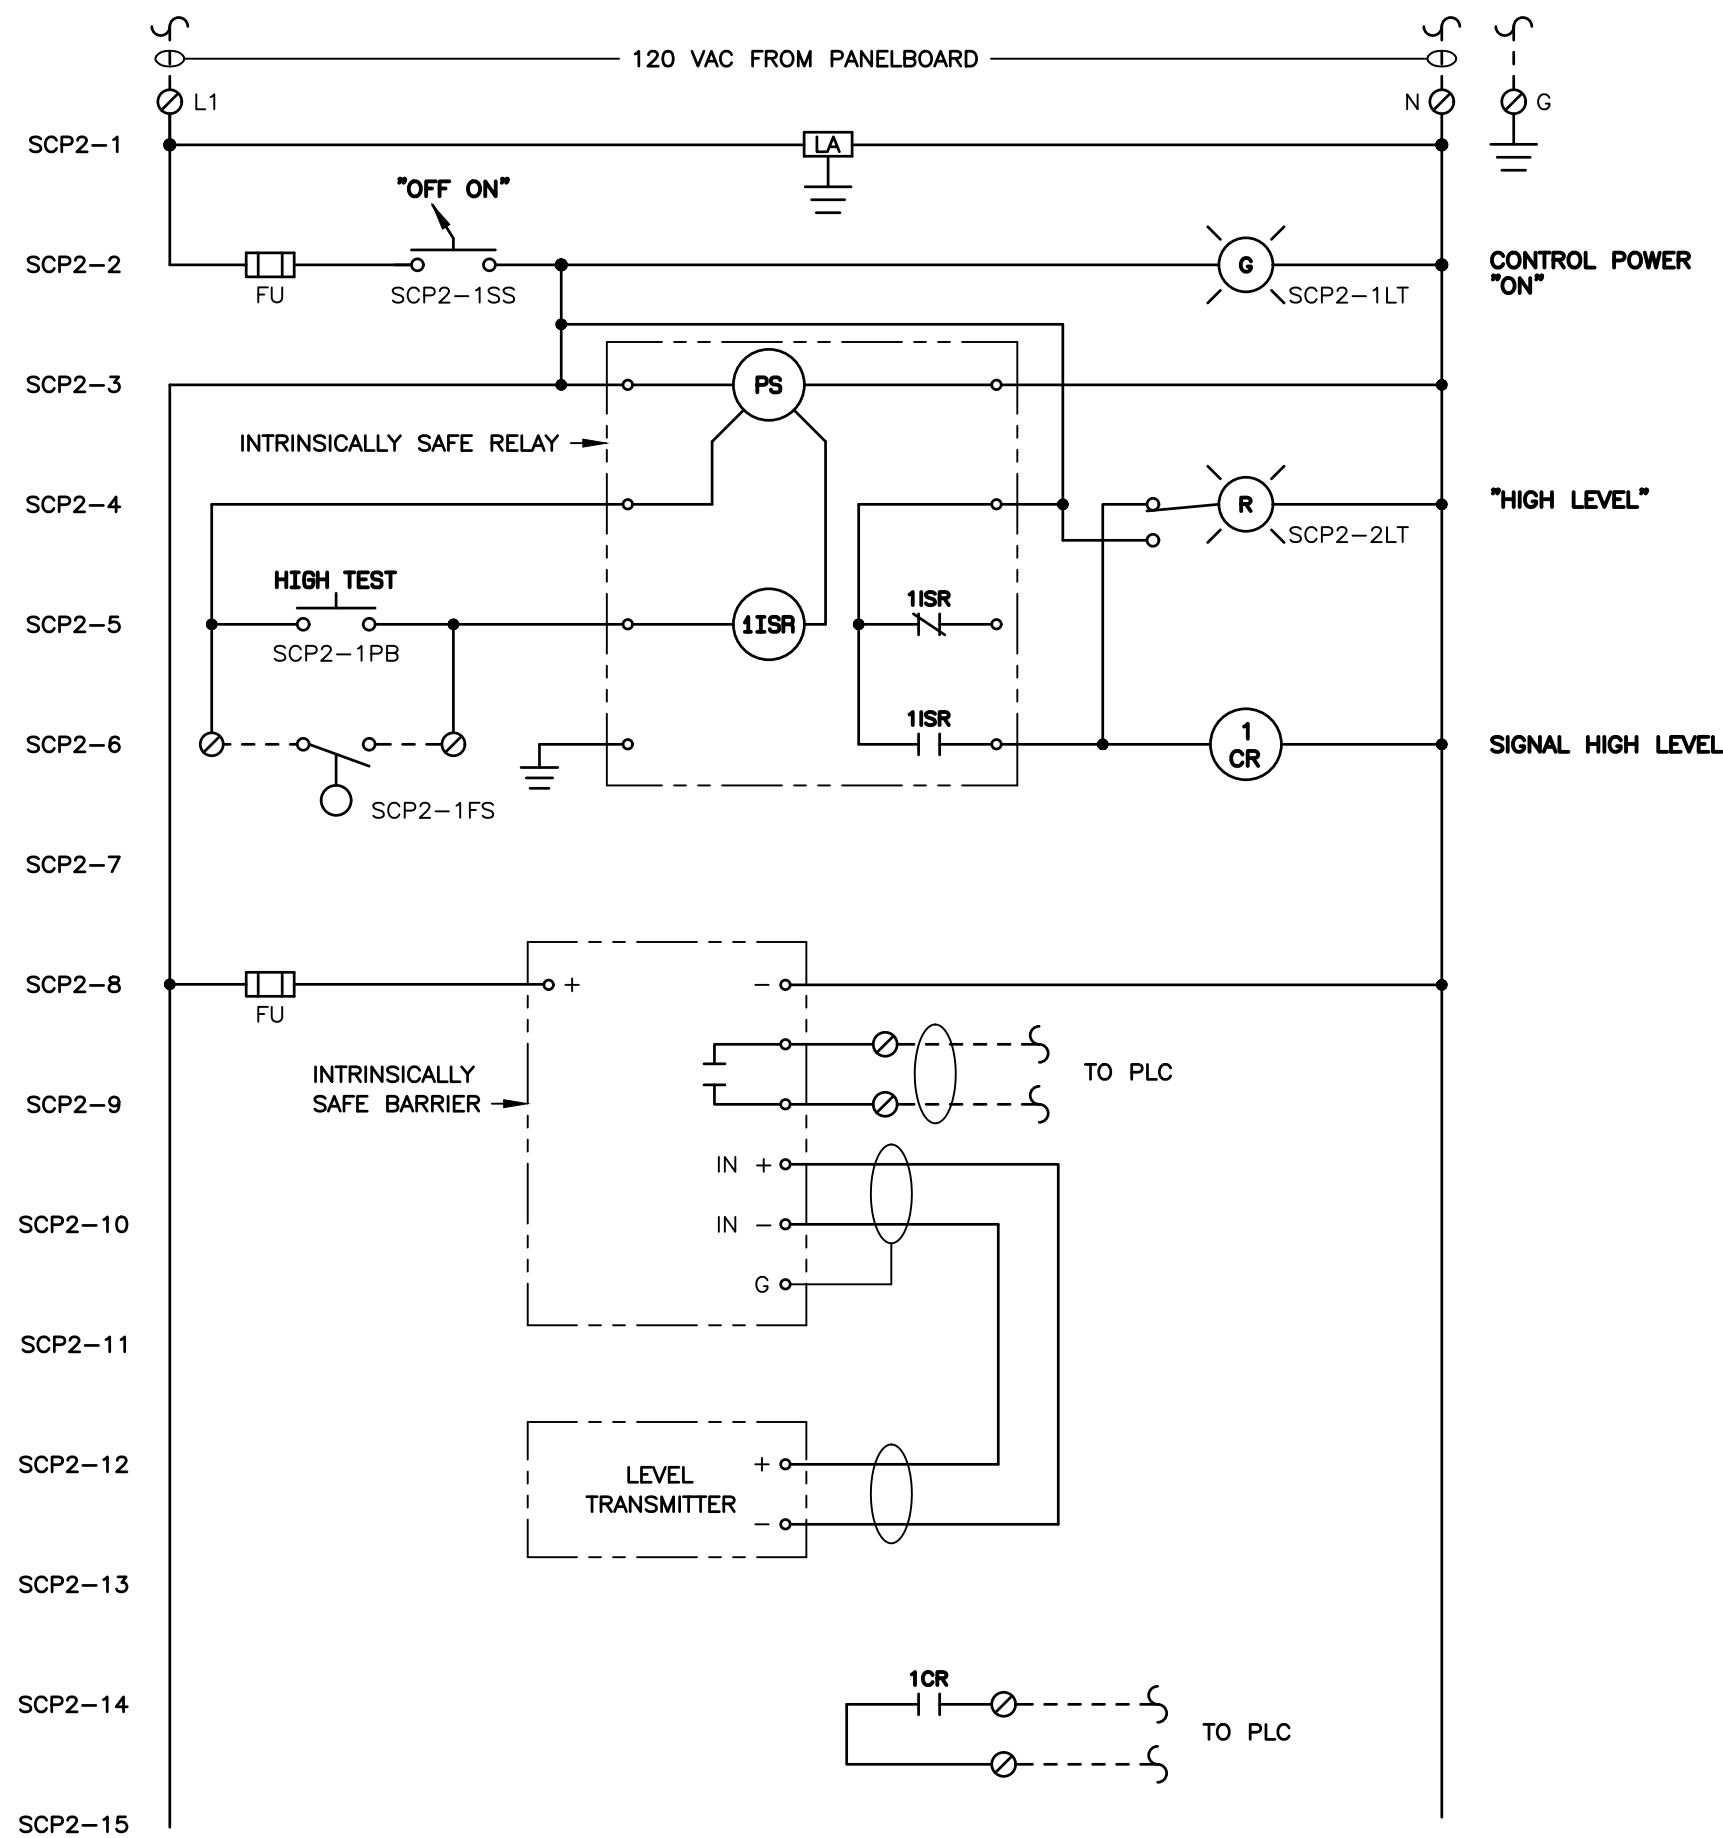 120 VAC FROM PANELBOARD
L1
N
G
SCP2-1
LA
"OFF ON"
SCP2-2
FU
SCP2-1SS
G
SCP2-1LT
CONTROL POWER
"ON"
SCP2-3
PS
INTRINSICALLY SAFE RELAY
SCP2-4
R
SCP2-2LT
"HIGH LEVEL"
HIGH TEST
SCP2-5
SCP2-1PB
1ISR
1ISR
SCP2-6
1ISR
1
CR
SIGNAL HIGH LEVEL
SCP2-1FS
SCP2-7
SCP2-8
FU
+
-
INTRINSICALLY
SAFE BARRIER
TO PLC
SCP2-9
IN +
SCP2-10
IN -
G
SCP2-11
SCP2-12
LEVEL
TRANSMITTER
+
-
SCP2-13
1CR
SCP2-14
TO PLC
SCP2-15